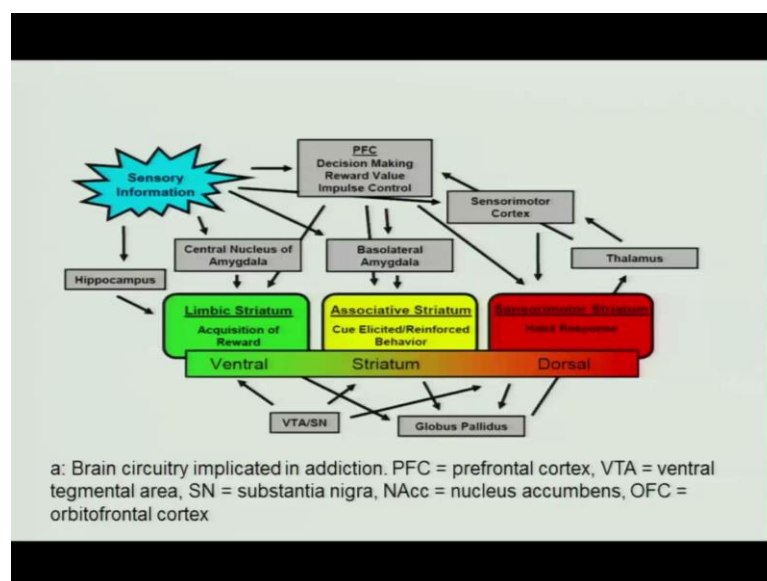 PFC
Decision Making
Reward Value
Impulse Control
Sensory
Information
Sensorimotor
Cortex
Central Nucleus of
Amygdala
Basolateral
Amygdala
Thalamus
Hippocampus
Limbic Striatum
Acquisition of
Reward
Associative Striatum
Cue Elicited/Reinforced
Behavior
Sensorimotor Striatum
Habit Response
Ventral Striatum Dorsal
VTA/SN
Globus Pallidus
a: Brain circuitry implicated in addiction. PFC = prefrontal cortex, VTA = ventral
tegmental area, SN = substantia nigra, NAcc = nucleus accumbens, OFC =
orbitofrontal cortex